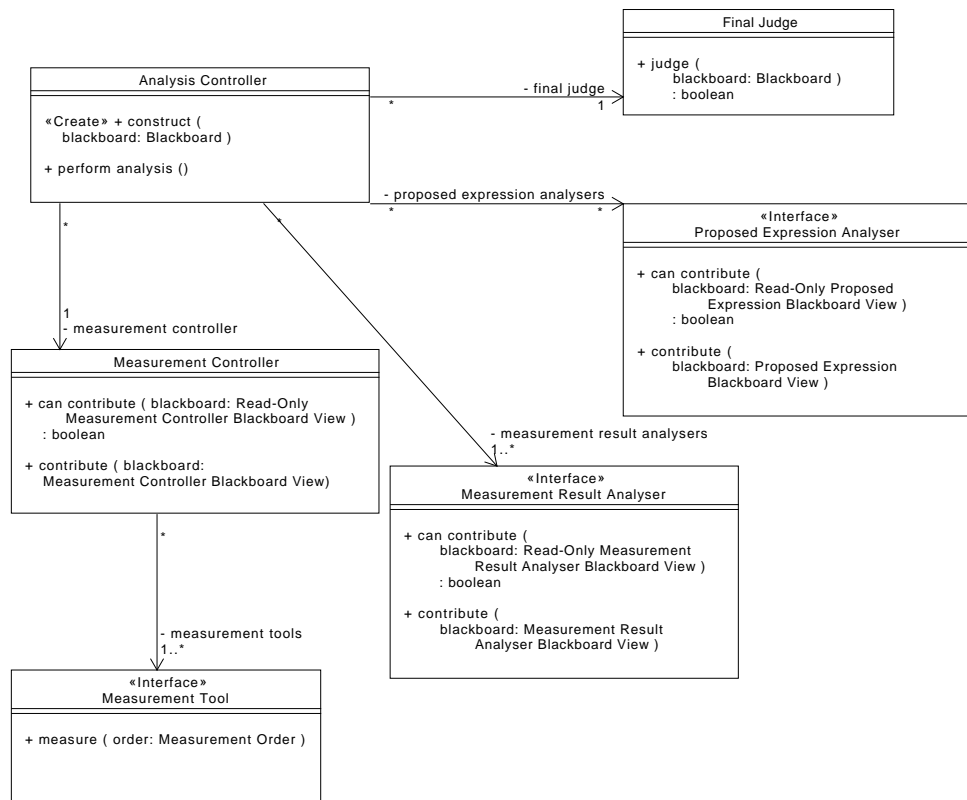 Final Judge
+ judge (
blackboard: Blackboard )
: boolean
Analysis Controller
«Create» + construct (
blackboard: Blackboard )
+ perform analysis ()
- final judge
*
1
- proposed expression analysers
*
*
«Interface»
Proposed Expression Analyser
+ can contribute (
blackboard: Read-Only Proposed
Expression Blackboard View )
: boolean
+ contribute (
blackboard: Proposed Expression
Blackboard View )
*
*
1
- measurement controller
Measurement Controller
+ can contribute ( blackboard: Read-Only
Measurement Controller Blackboard View )
: boolean
+ contribute ( blackboard:
Measurement Controller Blackboard View)
- measurement result analysers
1..*
«Interface»
Measurement Result Analyser
+ can contribute (
blackboard: Read-Only Measurement
Result Analyser Blackboard View )
: boolean
+ contribute (
blackboard: Measurement Result
Analyser Blackboard View )
*
- measurement tools
1..*
«Interface»
Measurement Tool
+ measure ( order: Measurement Order )